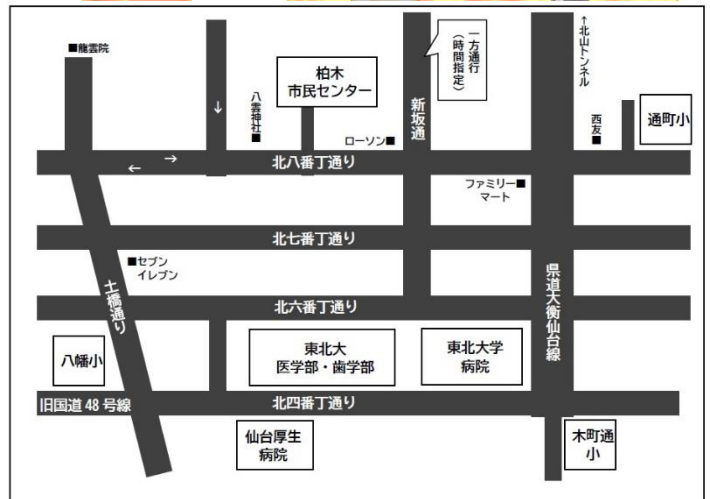 ■龍雲院
↓
八雲神社■
柏木
市民センター
ローソン■
新坂通
一方通行
（時間指定）
↑北山トンネル
西友■
通町小
← →
北八番丁通り
ファミリー■
マート
北七番丁通り
■セブン
イレブン
土橋通り
北六番丁通り
県道大衡仙台線
八幡小
東北大
医学部・歯学部
東北大学
病院
旧国道48号線
北四番丁通り
仙台厚生
病院
木町通
小